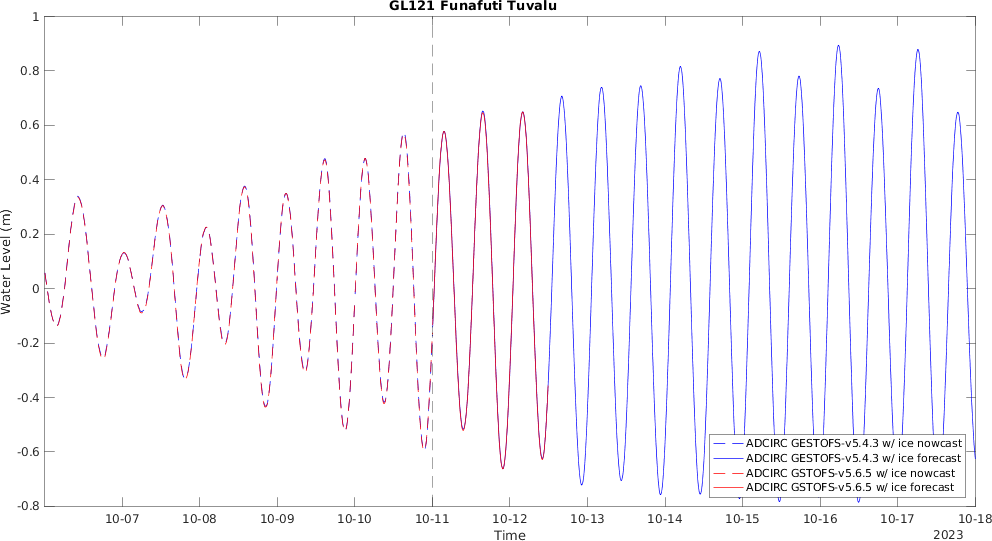 GL121 Funafuti Tuvalu
1
0.8
0.6
0.4
0.2
0
-0.2
-0.4
-0.6
-0.8
Water Level (m)
ADCIRC GESTOFS-v5.4.3 w/ ice nowcast
ADCIRC GESTOFS-v5.4.3 w/ ice forecast
ADCIRC GSTOFS-v5.6.5 w/ ice nowcast
ADCIRC GSTOFS-v5.6.5 w/ ice forecast
10-07 10-08 10-09 10-10 10-11 10-12 10-13 10-14 10-15 10-16 10-17 10-18
Time
2023